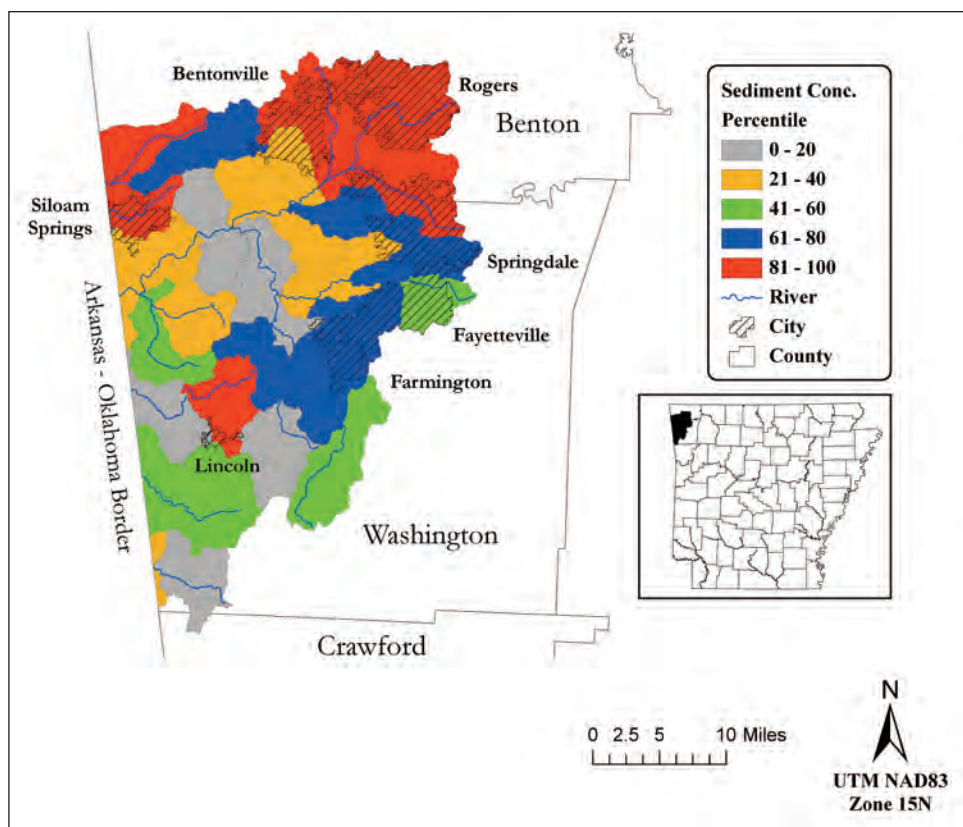 Bentonville
Rogers
Benton
Siloam
Springs
Springdale
Fayetteville
Farmington
Lincoln
Arkansas - Oklahoma Border
Washington
Crawford
Sediment Conc.
Percentile
0 - 20
21 - 40
41 - 60
61 - 80
81 - 100
River
City
County
0 2.5 5 10 Miles
N
UTM NAD83
Zone 15N